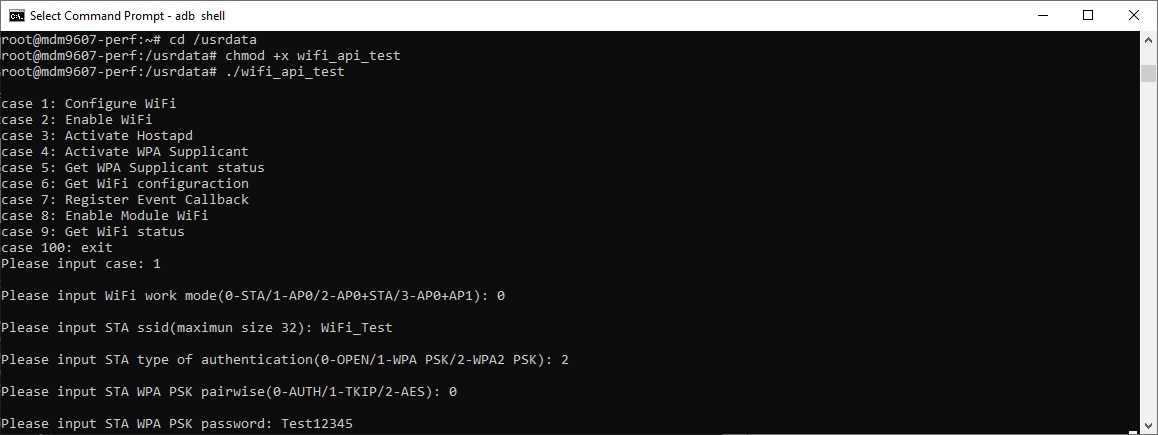 Select Command Prompt - adb shell
root@mdm9607-perf:~# cd /usrdata
root@mdm9607-perf:/usrdata# chmod +x wifi_api_test
root@mdm9607-perf:/usrdata# ./wifi_api_test
case 1: Configure WiFi
case 2: Enable WiFi
case 3: Activate Hostapd
case 4: Activate WPA Supplicant
case 5: Get WPA Supplicant status
case 6: Get WiFi configuraction
case 7: Register Event Callback
case 8: Enable Module WiFi
case 9: Get WiFi status
case 100: exit
Please input case: 1
Please input WiFi work mode(0-STA/1-AP0/2-AP0+STA/3-AP0+AP1): 0
Please input STA ssid(maximun size 32): WiFi_Test
Please input STA type of authentication(0-OPEN/1-WPA PSK/2-WPA2 PSK): 2
Please input STA WPA PSK pairwise(0-AUTH/1-TKIP/2-AES): 0
Please input STA WPA PSK password: Test12345